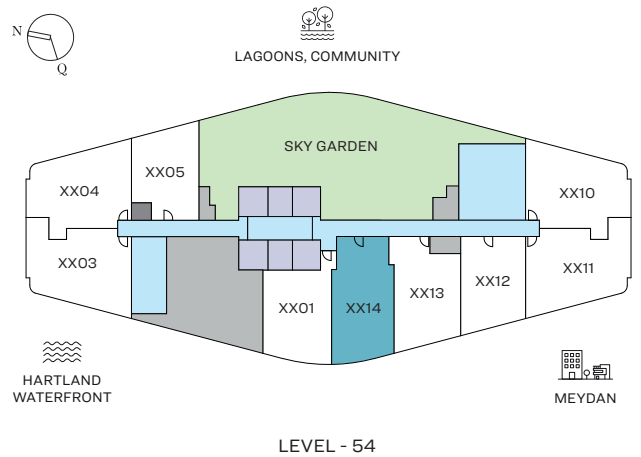 N
Q
LAGOONS, COMMUNITY
SKY GARDEN
XX05
XX04
XX10
XX03
XX11
XX12
XX13
XX01
XX14
HARTLAND
WATERFRONT
MEYDAN
LEVEL - 54